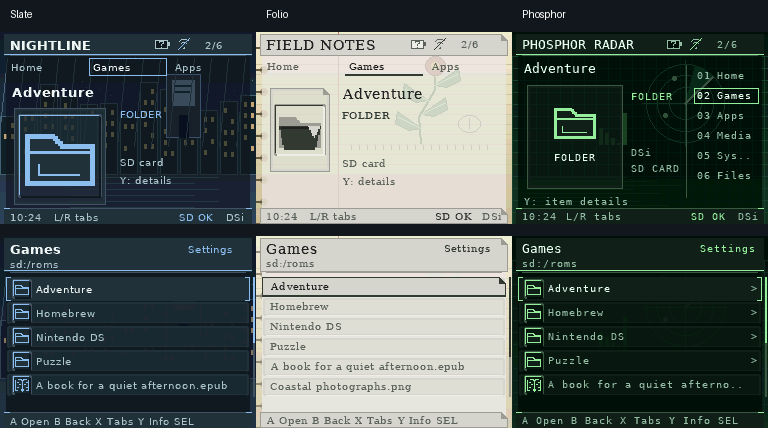 Slate
NIGHTLINE
2/6
Home Games Apps
Adventure
FOLDER
SD card
Y: details
10:24 L/R tabs SD OK DSi
Games
Settings
sd:/roms
Adventure
Homebrew
Nintendo DS
Puzzle
A book for a quiet afternoon.epub
A Open B Back X Tabs Y Info SEL
Folio
FIELD NOTES
2/6
Home Games Apps
Adventure
FOLDER
SD card
Y: details
10:24 L/R tabs SD OK DSi
Games
Settings
sd:/roms
Adventure
Homebrew
Nintendo DS
Puzzle
A book for a quiet afternoon.epub
Coastal photographs.png
A Open B Back X Tabs Y Info SEL
Phosphor
PHOSPHOR RADAR
2/6
Adventure
FOLDER
FOLDER
DSi
SD CARD
01 Home
02 Games
03 Apps
04 Media
05 Sys..
06 Files
Y: item details
10:24 L/R tabs SD OK DSi
Games
Settings
sd:/roms
Adventure >
Homebrew >
Nintendo DS >
Puzzle >
A book for a quiet afterno..
A Open B Back X Tabs Y Info SEL